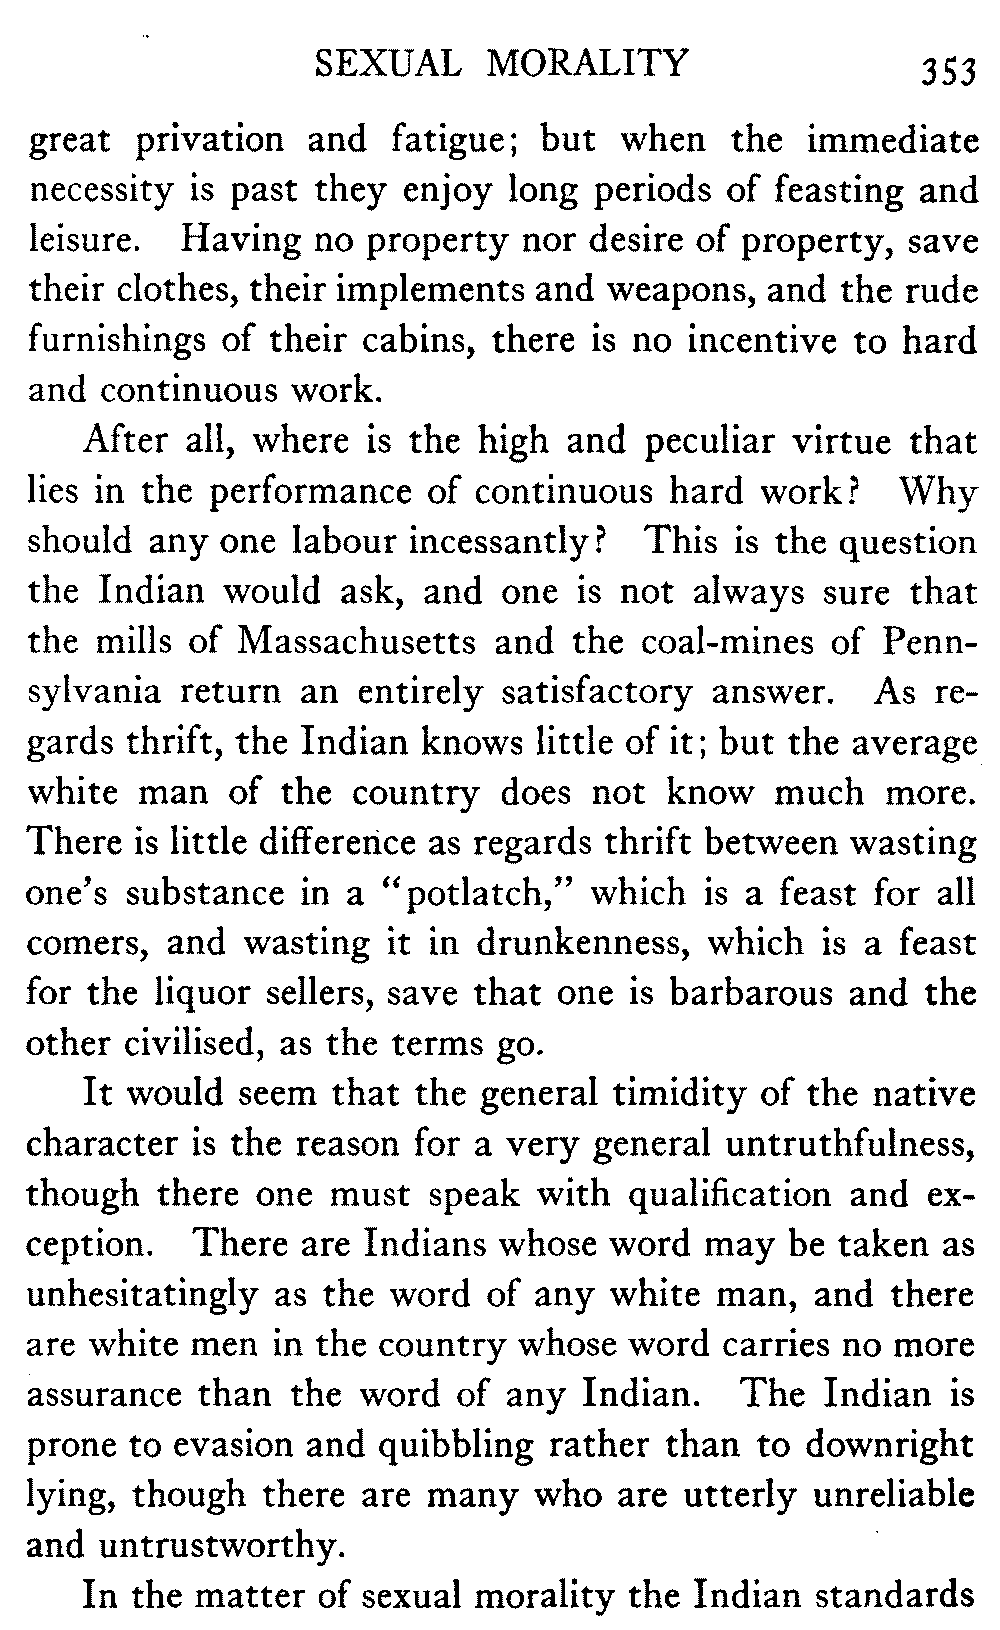 SEXUAL MORALITY 353
great privation and fatigue; but when the immediate
necessity is past they enjoy long periods of feasting and
leisure. Having no property nor desire of property, save
their clothes, their implements and weapons, and the rude
furnishings of their cabins, there is no incentive to hard
and continuous work.
After all, where is the high and peculiar virtue that
lies in the performance of continuous hard work? Why
should any one labour incessantly? This is the question
the Indian would ask, and one is not always sure that
the mills of Massachusetts and the coal-mines of Penn-
sylvania return an entirely satisfactory answer. As re-
gards thrift, the Indian knows little of it; but the average
white man of the country does not know much more.
There is little difference as regards thrift between wasting
one's substance in a "potlatch," which is a feast for all
comers, and wasting it in drunkenness, which is a feast
for the liquor sellers, save that one is barbarous and the
other civilised, as the terms go.
It would seem that the general timidity of the native
character is the reason for a very general untruthfulness,
though there one must speak with qualification and ex-
ception. There are Indians whose word may be taken as
unhesitatingly as the word of any white man, and there
are white men in the country whose word carries no more
assurance than the word of any Indian. The Indian is
prone to evasion and quibbling rather than to downright
lying, though there are many who are utterly unreliable
and untrustworthy.
In the matter of sexual morality the Indian standards